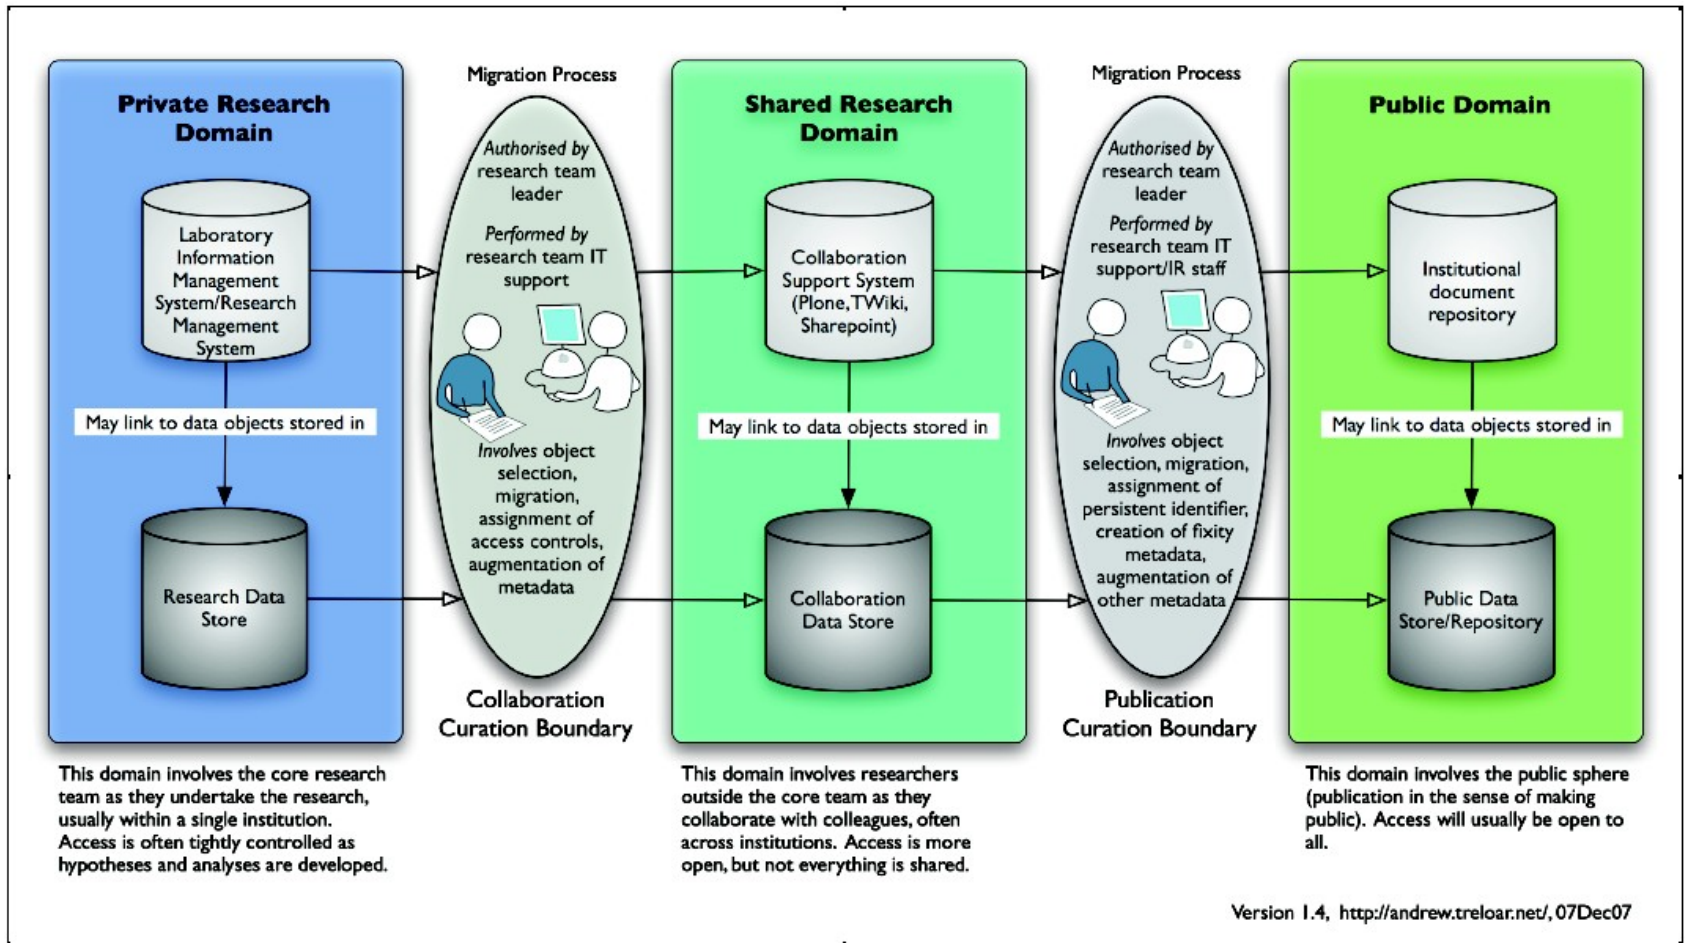 Private Research
Domain
Laboratory
Information
Management
System/Research
Management
System
May link to data objects stored in
Research Data
Store
This domain involves the core research
team as they undertake the research,
usually within a single institution.
Access is often tightly controlled as
hypotheses and analyses are developed.
Migration Process
Authorised by
research team
leader
Performed by
research team IT
support
Involves object
selection,
migration,
assignment of
access controls,
augmentation of
metadata
Collaboration
Curation Boundary
Shared Research
Domain
Collaboration
Support System
(Plone,TWiki,
Sharepoint)
May link to data objects stored in
Collaboration
Data Store
This domain involves researchers
outside the core team as they
collaborate with colleagues, often
across institutions. Access is more
open, but not everything is shared.
Migration Process
Authorised by
research team
leader
Performed by
research team IT
support/IR staff
Involves object
selection, migration,
assignment of
persistent identifier,
creation of fixity
metadata,
augmentation of
other metadata
Publication
Curation Boundary
Public Domain
Institutional
document
repository
May link to data objects stored in
Public Data
Store/Repository
This domain involves the public sphere
(publication in the sense of making
public). Access will usually be open to
all.
Version 1.4, http://andrew.treloar.net/, 07Dec07